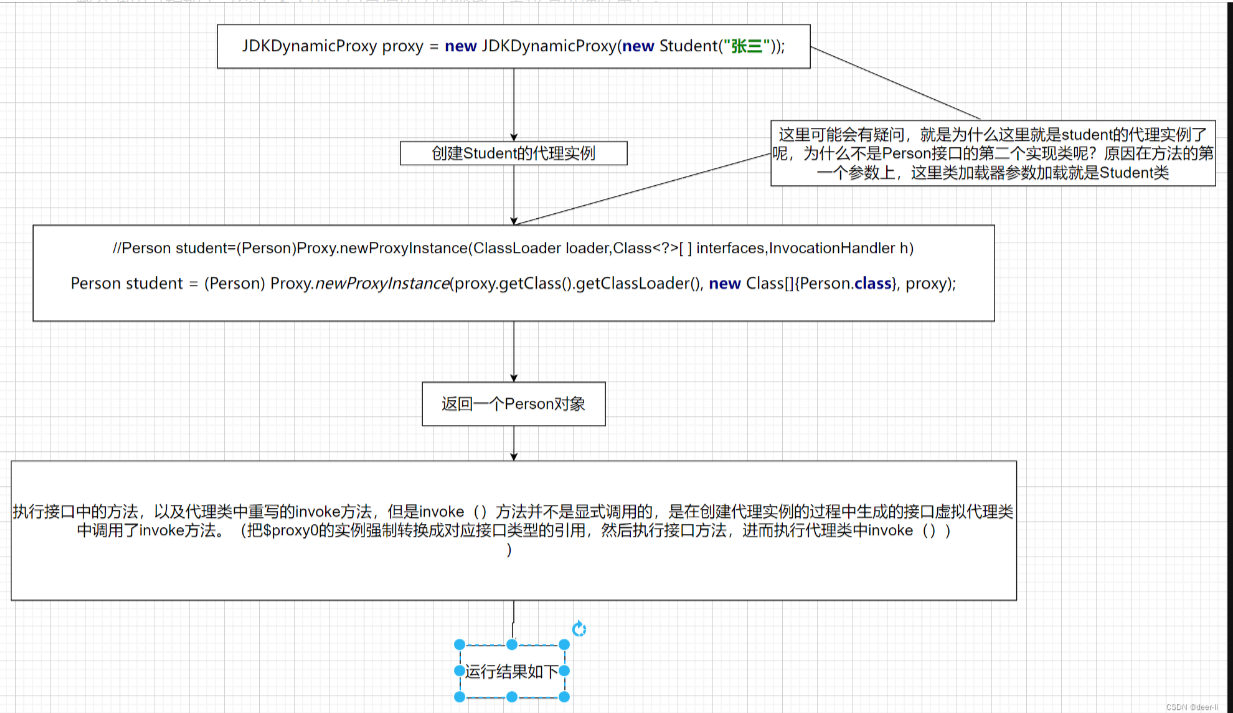 JDKDynamicProxy proxy = new JDKDynamicProxy(new Student("张三"));
这里可能会有疑问，就是为什么这里就是student的代理实例了
呢，为什么不是Person接口的第二个实现类呢？原因在方法的第
一个参数上，这里类加载器参数加载就是Student类
创建Student的代理实例
//Person student=(Person)Proxy.newProxyInstance(ClassLoader loader,Class<?>[ ] interfaces,InvocationHandler h)
Person student = (Person) Proxy.newProxyInstance(proxy.getClass().getClassLoader(), new Class[]{Person.class}, proxy);
返回一个Person对象
执行接口中的方法，以及代理类中重写的invoke方法，但是invoke（）方法并不是显式调用的，是在创建代理实例的过程中生成的接口虚拟代理类
中调用了invoke方法。（把$proxy0的实例强制转换成对应接口类型的引用，然后执行接口方法，进而执行代理类中invoke（））
）
运行结果如下
CSDN @deer-li